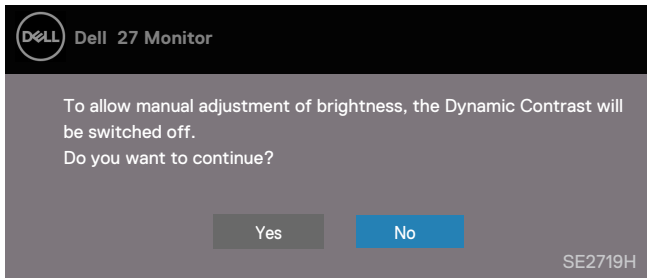 DELL Dell 27 Monitor
To allow manual adjustment of brightness, the Dynamic Contrast will
be switched off.
Do you want to continue?
Yes No
SE2719H